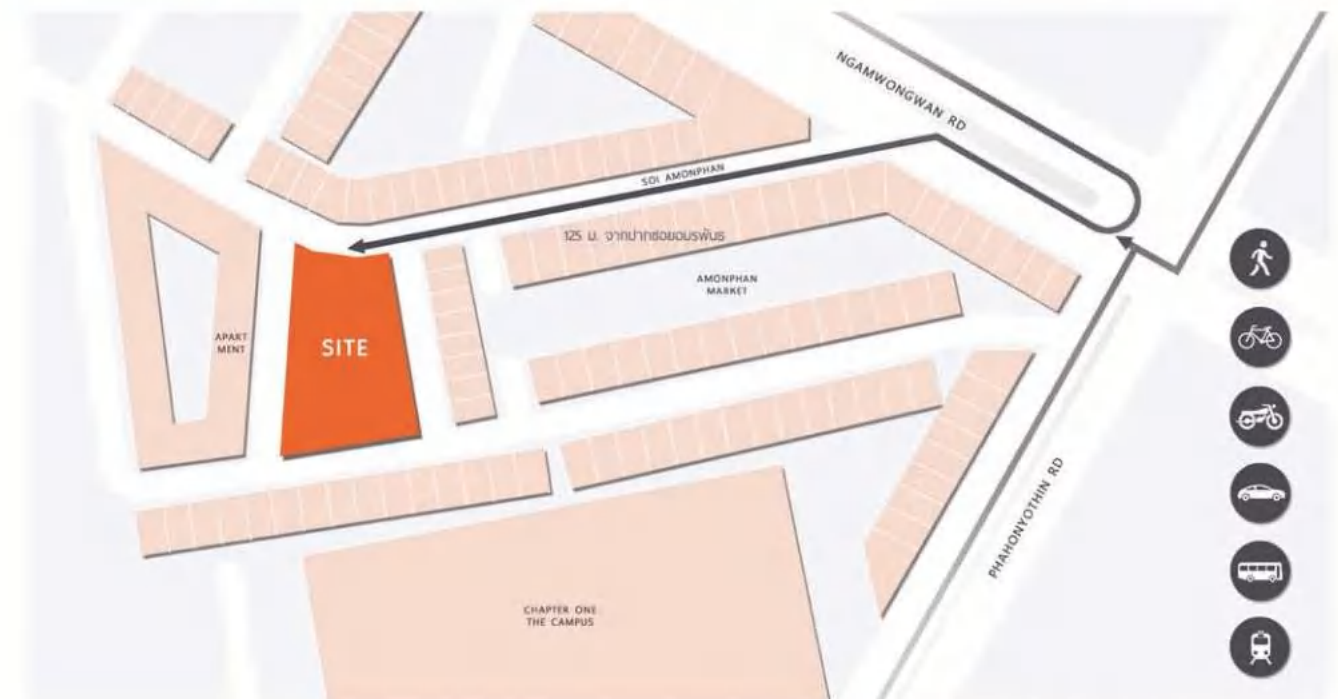 NGAMWONGWAN RD
SOI AMONPHAN
125 ม. จากปากซอยอมรพันธ์
AMONPHAN
MARKET
APART
MENT
SITE
PHAHONYOTHIN RD
CHAPTER ONE
THE CAMPUS